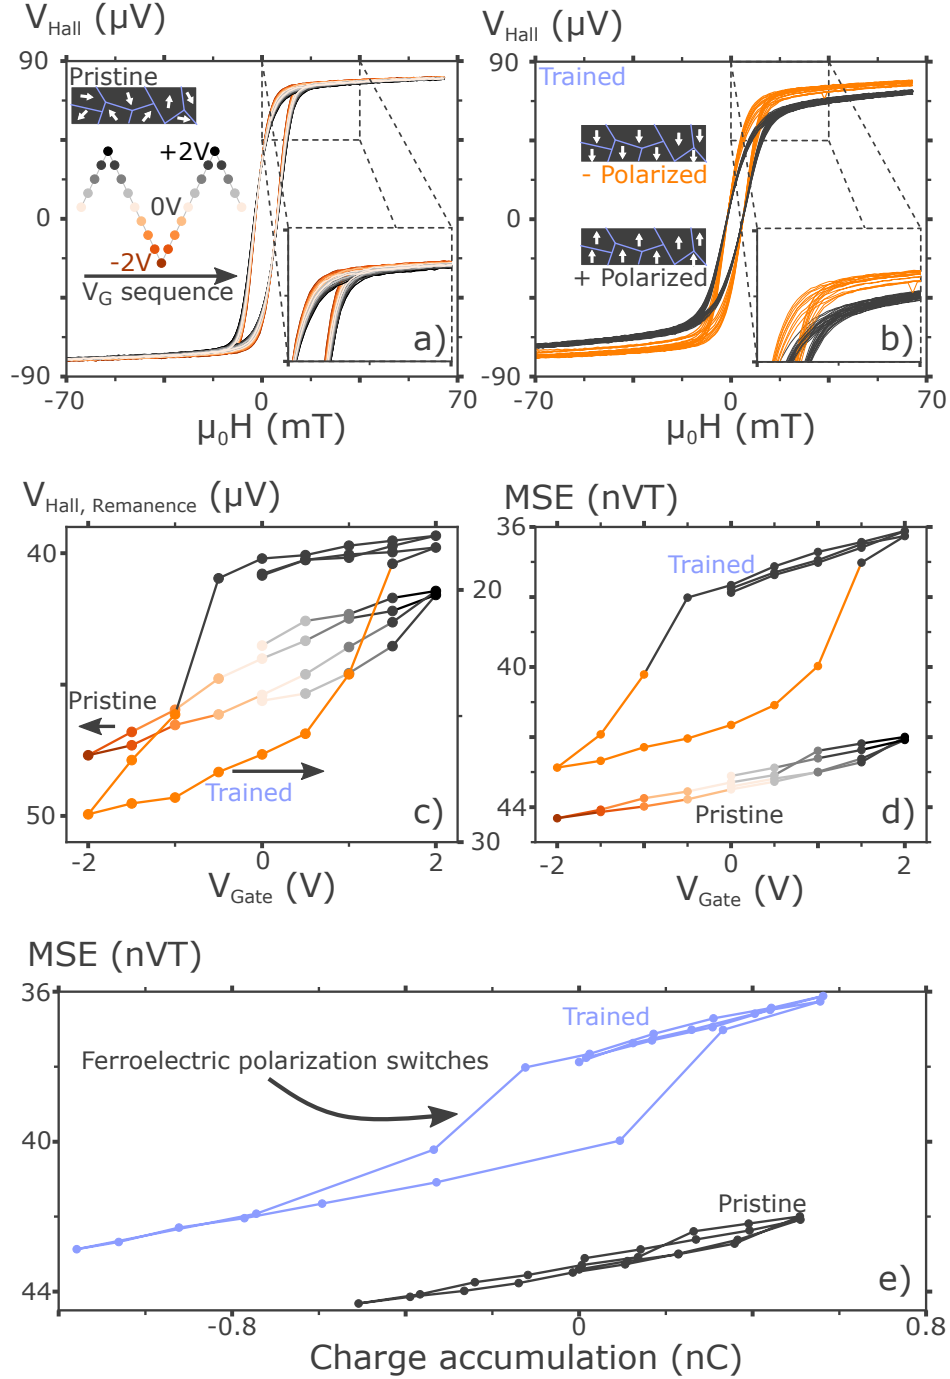 V_Hall (µV)
90
Pristine
+2V
0V
-2V
V_G sequence
0
-90
a)
-70
0
70
µ₀H (mT)
V_Hall (µV)
90
Trained
- Polarized
+ Polarized
0
-90
b)
-70
0
70
µ₀H (mT)
V_Hall, Remanence (µV)
40
50
20
30
Pristine
Trained
c)
-2
0
2
V_Gate (V)
MSE (nVT)
36
40
44
Trained
Pristine
d)
-2
0
2
V_Gate (V)
MSE (nVT)
36
Trained
Ferroelectric polarization switches
40
Pristine
44
e)
-0.8
0
0.8
Charge accumulation (nC)